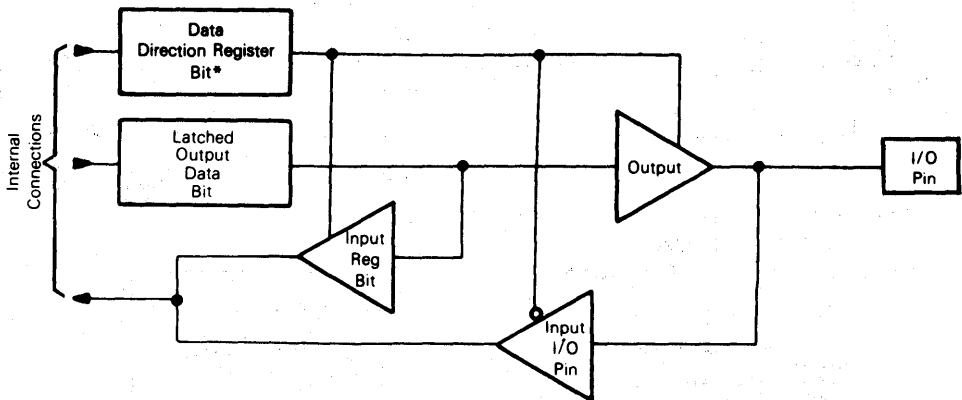 Data
Direction Register
Bit*
Latched
Output
Data
Bit
Internal
Connections
Output
I/O
Pin
Input
Reg
Bit
Input
I/O
Pin